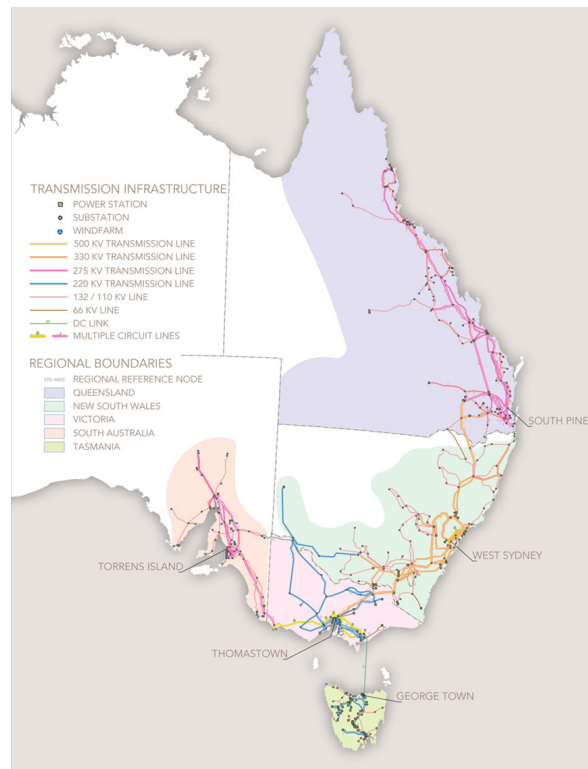 TRANSMISSION INFRASTRUCTURE
POWER STATION
SUBSTATION
WINDFARM
500 KV TRANSMISSION LINE
330 KV TRANSMISSION LINE
275 KV TRANSMISSION LINE
220 KV TRANSMISSION LINE
132 / 110 KV LINE
66 KV LINE
DC LINK
MULTIPLE CIRCUIT LINES
REGIONAL BOUNDARIES
REGIONAL REFERENCE NODE
QUEENSLAND
NEW SOUTH WALES
VICTORIA
SOUTH AUSTRALIA
TASMANIA
SOUTH PINE
WEST SYDNEY
TORRENS ISLAND
THOMASTOWN
GEORGE TOWN